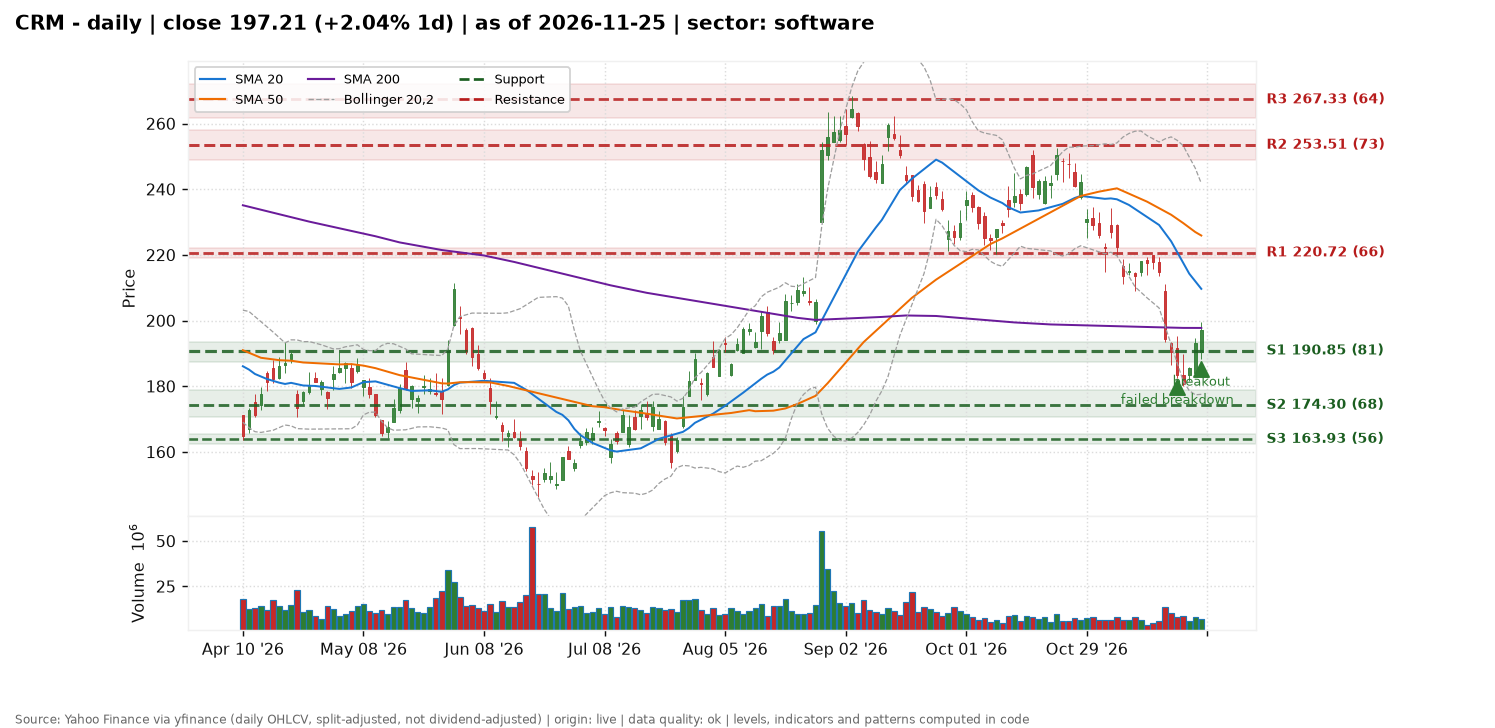 CRM - daily | close 197.21 (+2.04% 1d) | as of 2026-11-25 | sector: software
SMA 20
SMA 50
SMA 200
Bollinger 20,2
Support
Resistance
Price
260
240
220
200
180
160
R3 267.33 (64)
R2 253.51 (73)
R1 220.72 (66)
S1 190.85 (81)
S2 174.30 (68)
S3 163.93 (56)
breakout
failed breakdown
Volume 10^6
50
25
Apr 10 '26
May 08 '26
Jun 08 '26
Jul 08 '26
Aug 05 '26
Sep 02 '26
Oct 01 '26
Oct 29 '26
Source: Yahoo Finance via yfinance (daily OHLCV, split-adjusted, not dividend-adjusted) | origin: live | data quality: ok | levels, indicators and patterns computed in code